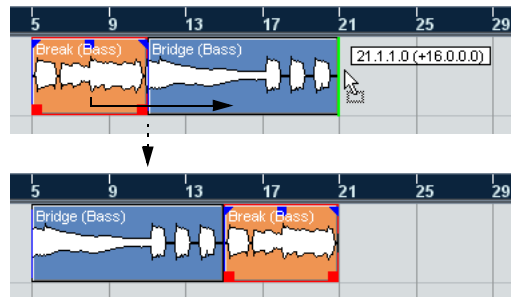 5 9 13 17 21 25 29
Break (Bass) Bridge (Bass)
21.1.1.0 (+16.0.0.0)
5 9 13 17 21 25 29
Bridge (Bass) Break (Bass)